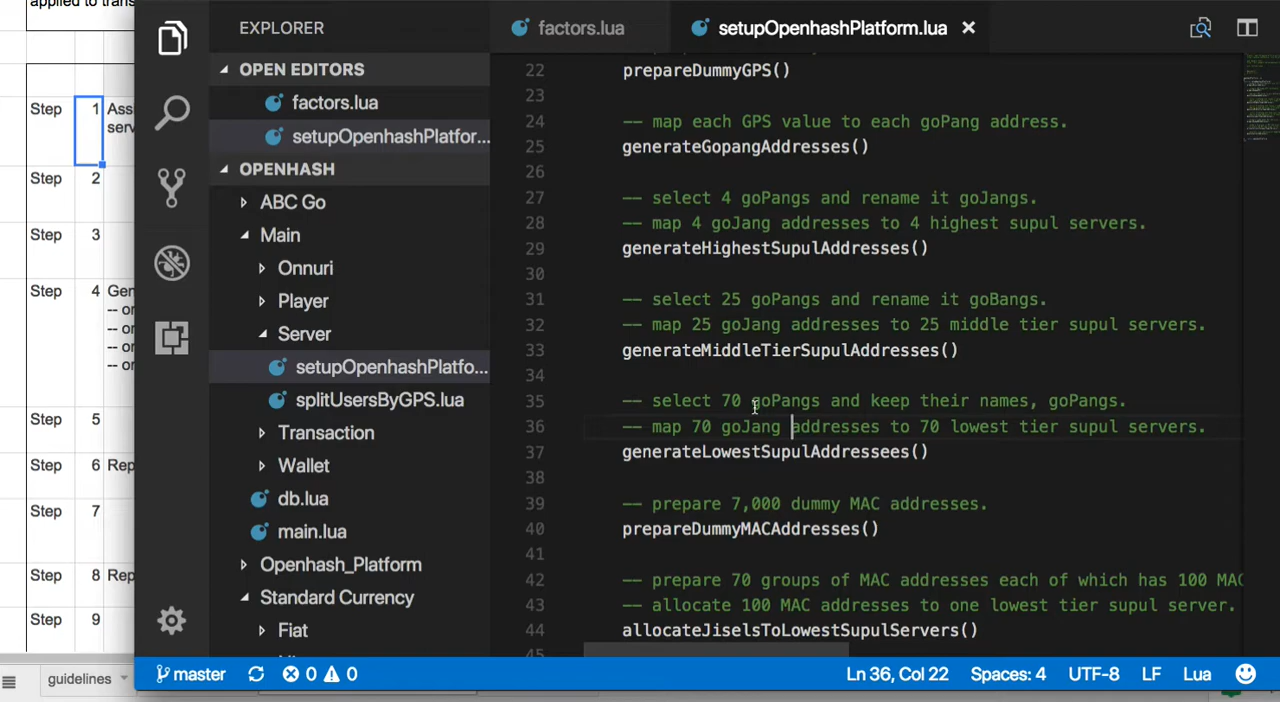 applied to trans
Step 1 Assi
serv
Step 2
Step 3
Step 4 Gen
-- or
-- or
-- or
-- or
Step 5
Step 6 Rep
Step 7
Step 8 Rep
Step 9
guidelines
EXPLORER
OPEN EDITORS
factors.lua
setupOpenhashPlatfor...
OPENHASH
ABC Go
Main
Onnuri
Player
Server
setupOpenhashPlatfo...
splitUsersByGPS.lua
Transaction
Wallet
db.lua
main.lua
Openhash_Platform
Standard Currency
Fiat
factors.lua
setupOpenhashPlatform.lua
22 prepareDummyGPS()
23
24 -- map each GPS value to each goPang address.
25 generateGopangAddresses()
26
27 -- select 4 goPangs and rename it goJangs.
28 -- map 4 goJang addresses to 4 highest supul servers.
29 generateHighestSupulAddresses()
30
31 -- select 25 goPangs and rename it goBangs.
32 -- map 25 goJang addresses to 25 middle tier supul servers.
33 generateMiddleTierSupulAddresses()
34
35 -- select 70 goPangs and keep their names, goPangs.
36 -- map 70 goJang addresses to 70 lowest tier supul servers.
37 generateLowestSupulAddressees()
38
39 -- prepare 7,000 dummy MAC addresses.
40 prepareDummyMACAddresses()
41
42 -- prepare 70 groups of MAC addresses each of which has 100 MAC
43 -- allocate 100 MAC addresses to one lowest tier supul server.
44 allocateJiselsToLowestSupulServers()
45
master 0 0 Ln 36, Col 22 Spaces: 4 UTF-8 LF Lua